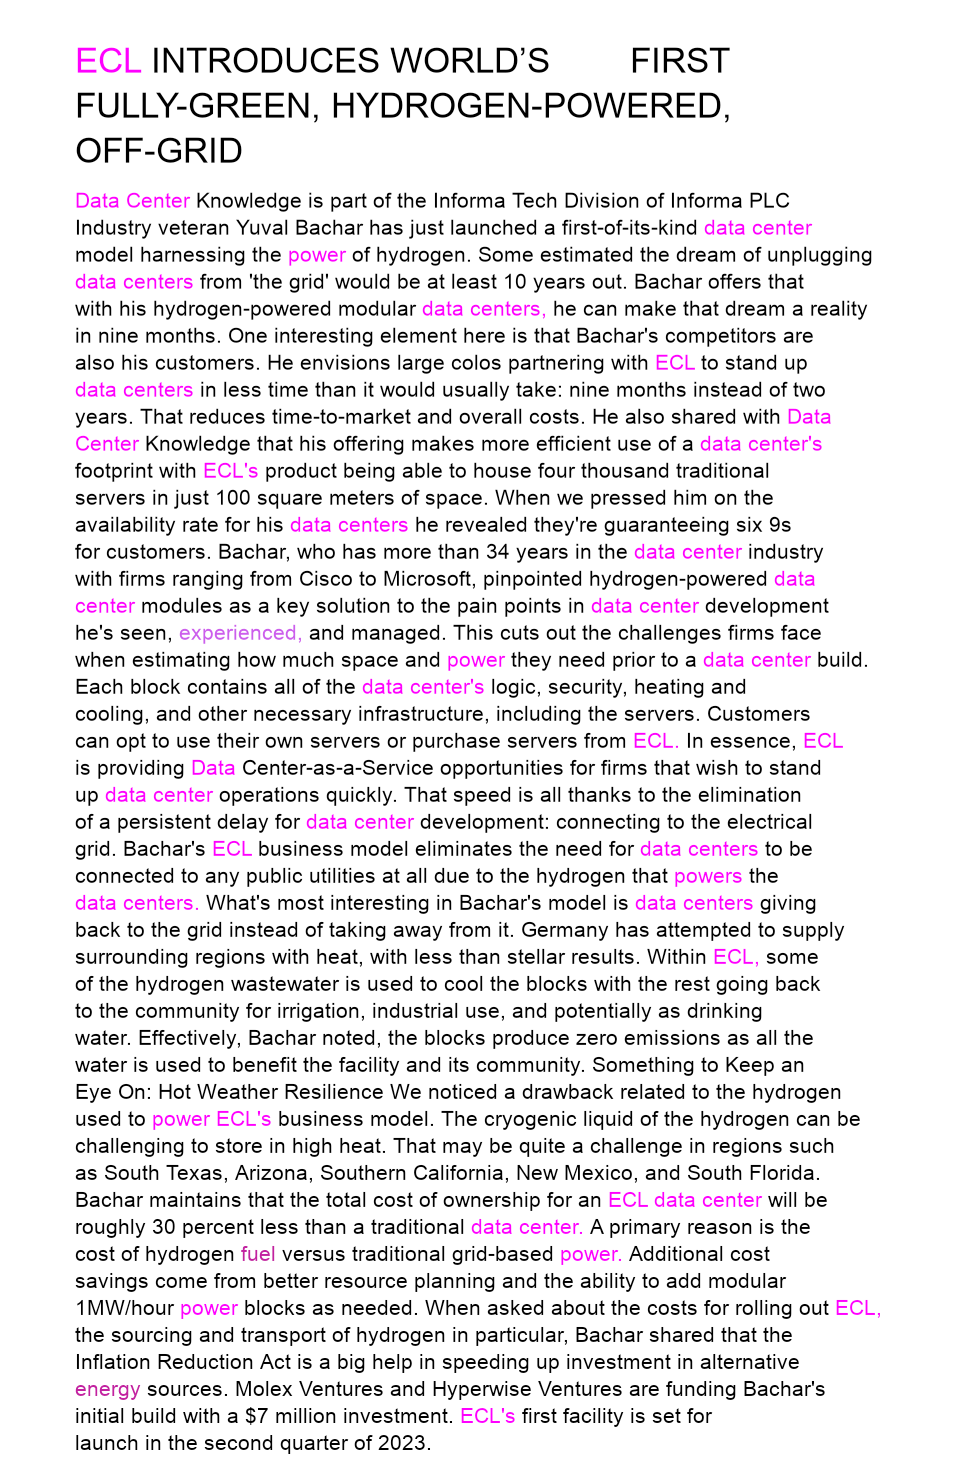 ECL INTRODUCES WORLD’S FIRST
FULLY-GREEN, HYDROGEN-POWERED,
OFF-GRID
Data Center Knowledge is part of the Informa Tech Division of Informa PLC
Industry veteran Yuval Bachar has just launched a first-of-its-kind data center
model harnessing the power of hydrogen. Some estimated the dream of unplugging
data centers from 'the grid' would be at least 10 years out. Bachar offers that
with his hydrogen-powered modular data centers, he can make that dream a reality
in nine months. One interesting element here is that Bachar's competitors are
also his customers. He envisions large colos partnering with ECL to stand up
data centers in less time than it would usually take: nine months instead of two
years. That reduces time-to-market and overall costs. He also shared with Data
Center Knowledge that his offering makes more efficient use of a data center's
footprint with ECL's product being able to house four thousand traditional
servers in just 100 square meters of space. When we pressed him on the
availability rate for his data centers he revealed they're guaranteeing six 9s
for customers. Bachar, who has more than 34 years in the data center industry
with firms ranging from Cisco to Microsoft, pinpointed hydrogen-powered data
center modules as a key solution to the pain points in data center development
he's seen, experienced, and managed. This cuts out the challenges firms face
when estimating how much space and power they need prior to a data center build.
Each block contains all of the data center's logic, security, heating and
cooling, and other necessary infrastructure, including the servers. Customers
can opt to use their own servers or purchase servers from ECL. In essence, ECL
is providing Data Center-as-a-Service opportunities for firms that wish to stand
up data center operations quickly. That speed is all thanks to the elimination
of a persistent delay for data center development: connecting to the electrical
grid. Bachar's ECL business model eliminates the need for data centers to be
connected to any public utilities at all due to the hydrogen that powers the
data centers. What's most interesting in Bachar's model is data centers giving
back to the grid instead of taking away from it. Germany has attempted to supply
surrounding regions with heat, with less than stellar results. Within ECL, some
of the hydrogen wastewater is used to cool the blocks with the rest going back
to the community for irrigation, industrial use, and potentially as drinking
water. Effectively, Bachar noted, the blocks produce zero emissions as all the
water is used to benefit the facility and its community. Something to Keep an
Eye On: Hot Weather Resilience We noticed a drawback related to the hydrogen
used to power ECL's business model. The cryogenic liquid of the hydrogen can be
challenging to store in high heat. That may be quite a challenge in regions such
as South Texas, Arizona, Southern California, New Mexico, and South Florida.
Bachar maintains that the total cost of ownership for an ECL data center will be
roughly 30 percent less than a traditional data center. A primary reason is the
cost of hydrogen fuel versus traditional grid-based power. Additional cost
savings come from better resource planning and the ability to add modular
1MW/hour power blocks as needed. When asked about the costs for rolling out ECL,
the sourcing and transport of hydrogen in particular, Bachar shared that the
Inflation Reduction Act is a big help in speeding up investment in alternative
energy sources. Molex Ventures and Hyperwise Ventures are funding Bachar's
initial build with a $7 million investment. ECL's first facility is set for
launch in the second quarter of 2023.